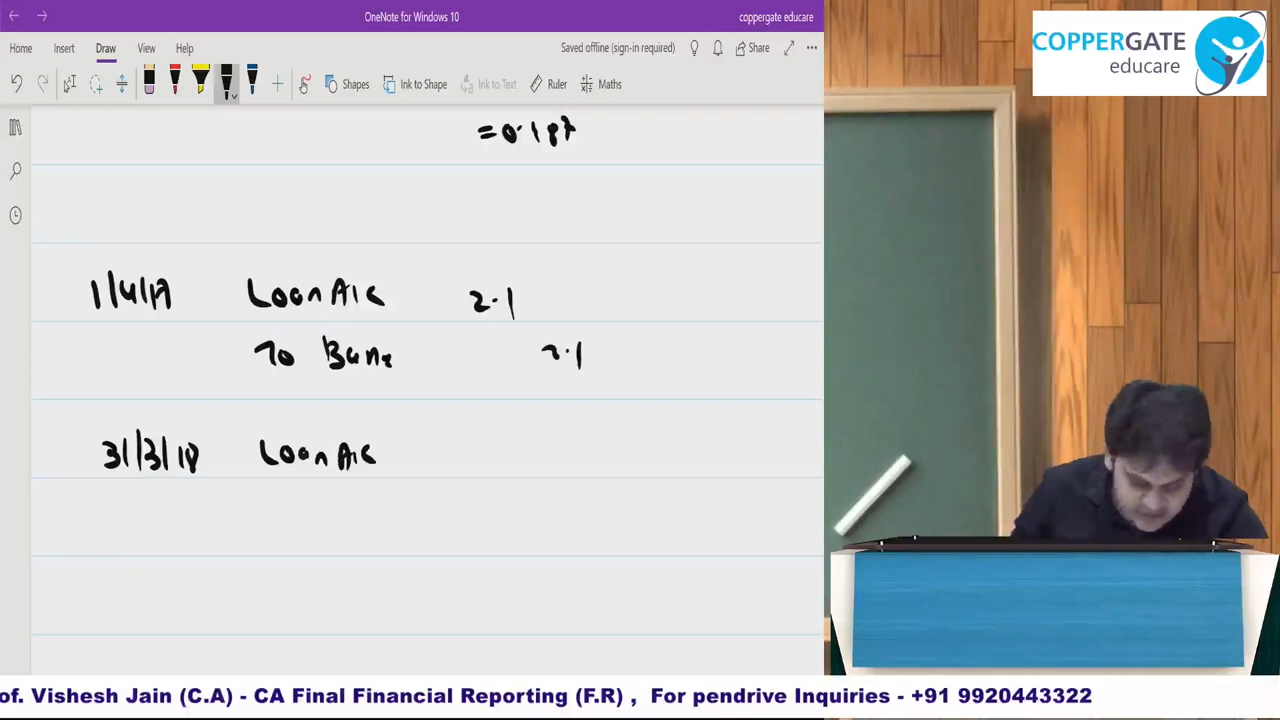 OneNote for Windows 10
coppergate educare
Home Insert Draw View Help
Saved offline (sign-in required) Share
Shapes Ink to Shape Ink to Text Ruler Maths
COPPERGATE
educare
1/4/17 Loan A/c 2.1
To Bank 2.1
31/3/18 Loan A/c
of. Vishesh Jain (C.A) - CA Final Financial Reporting (F.R) , For pendrive Inquiries - +91 9920443322